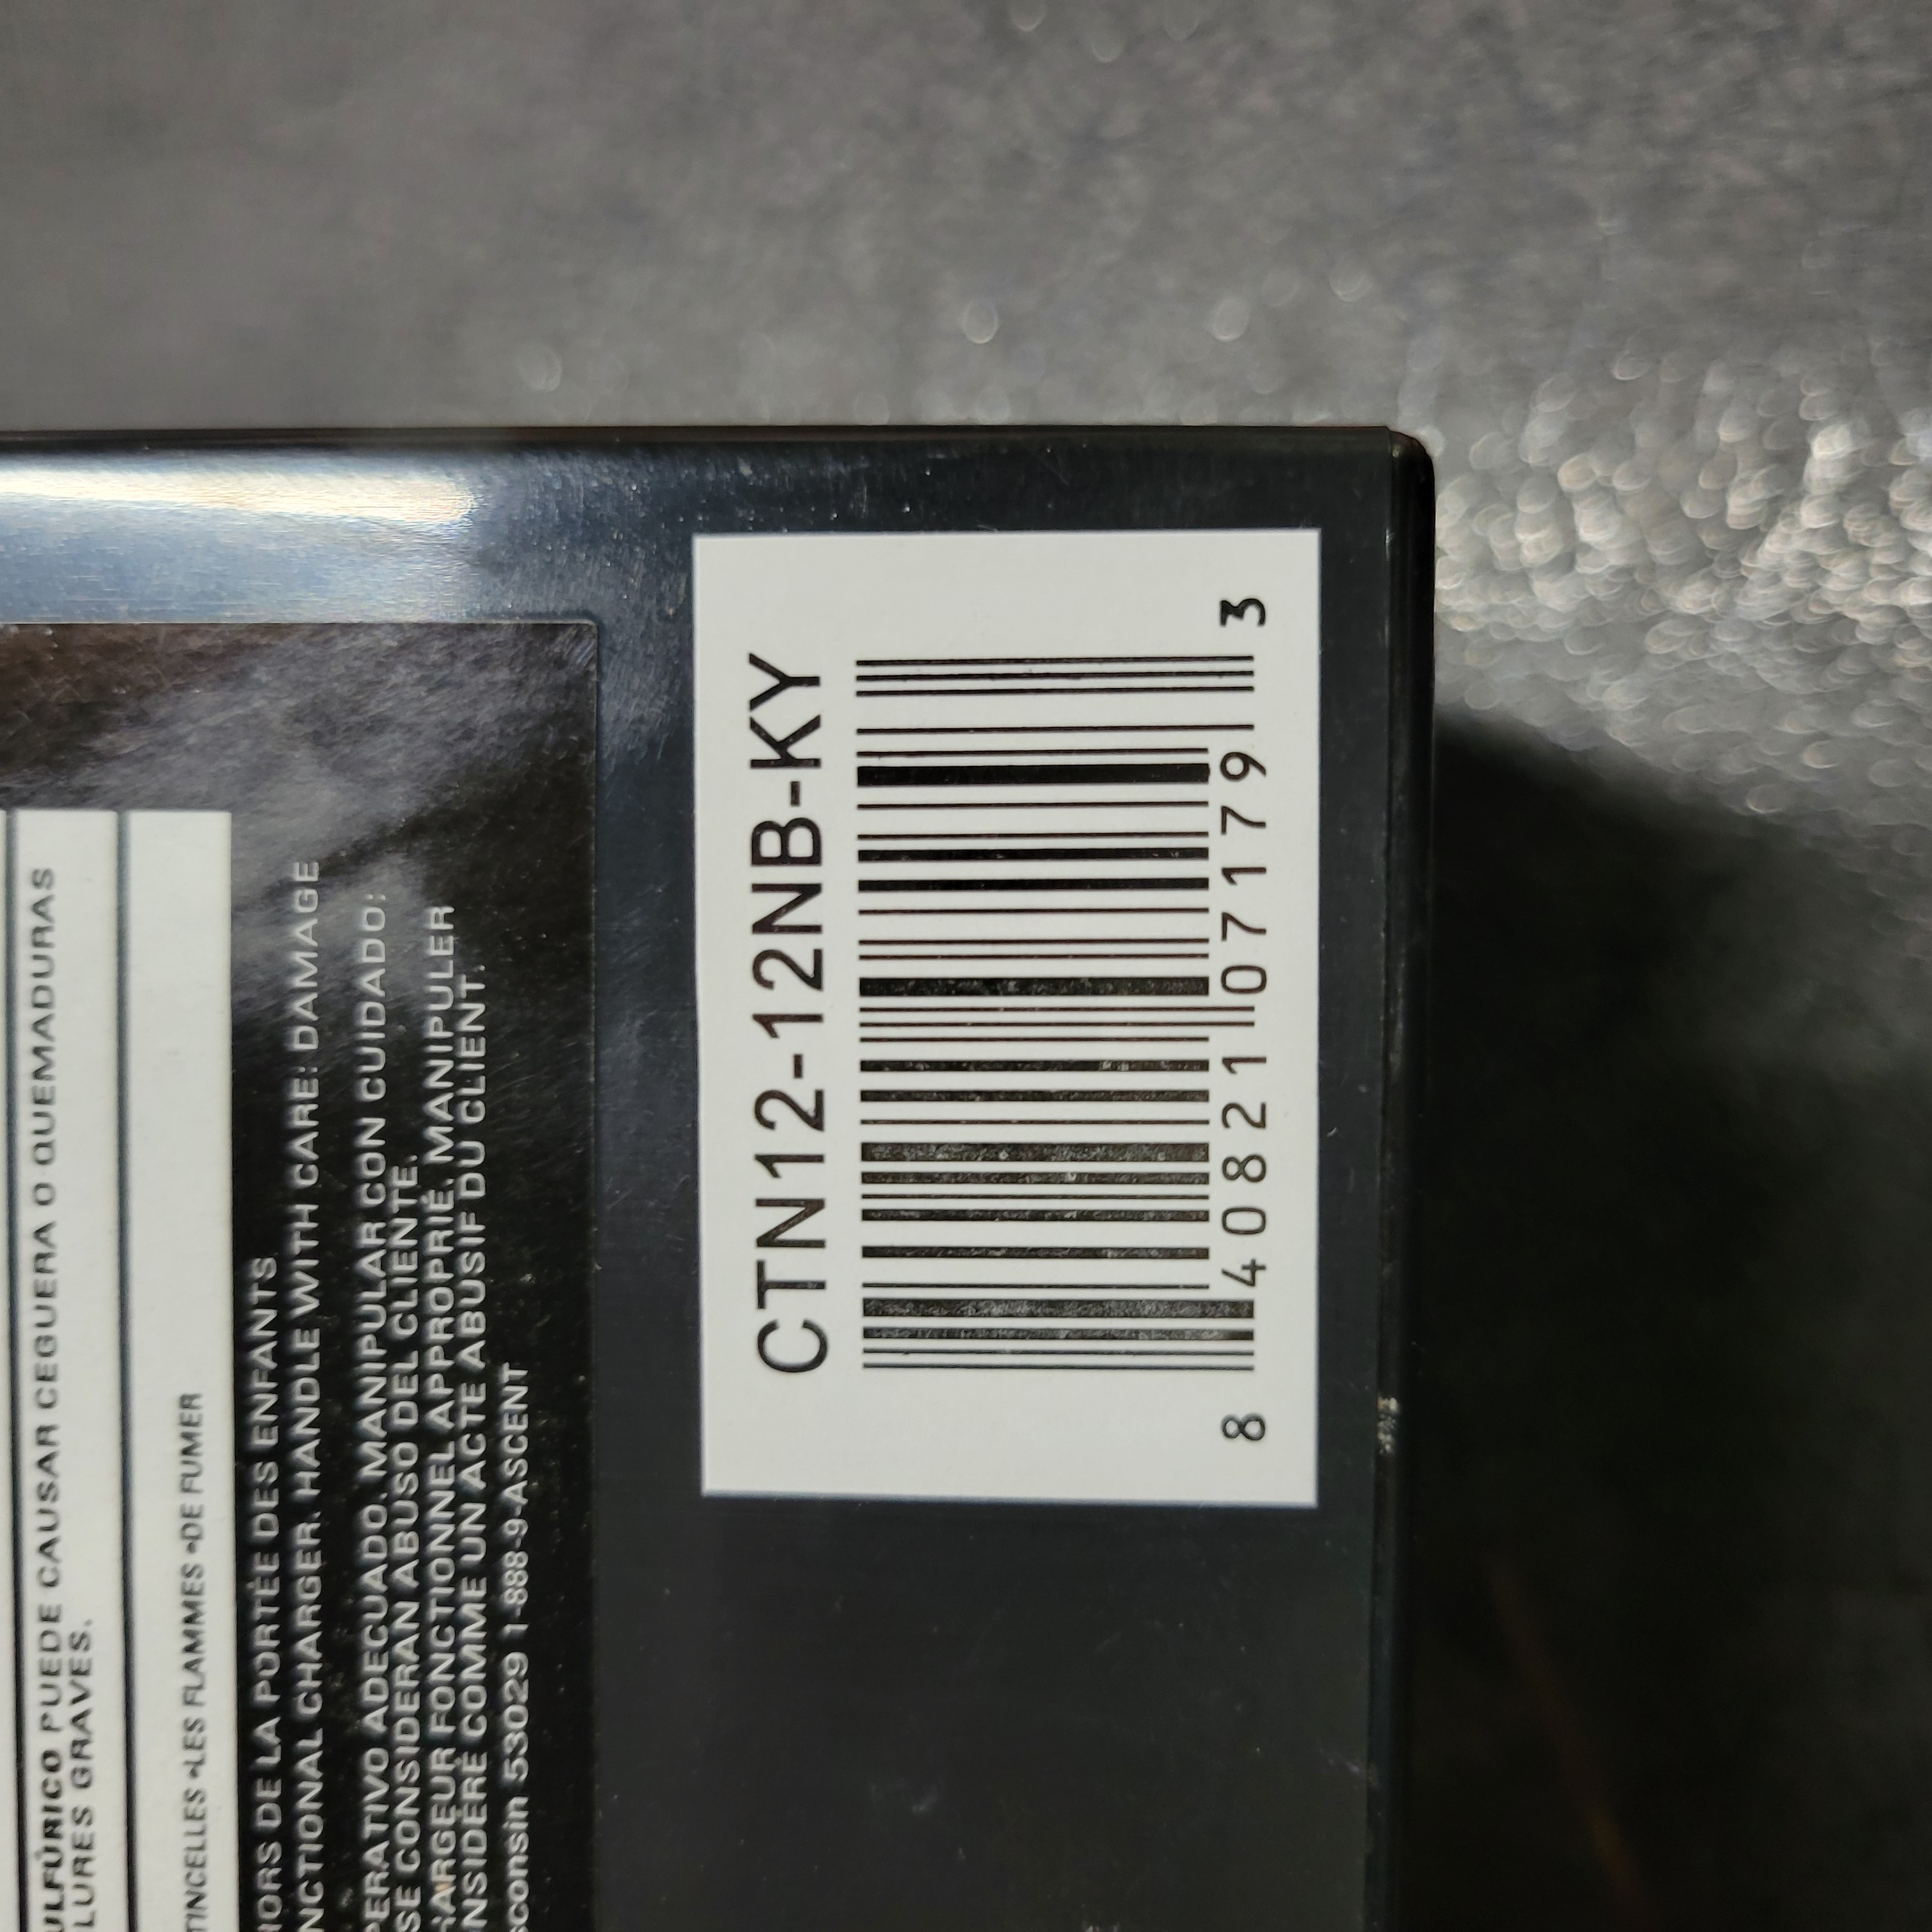 ULFÚRICO PUEDE CAUSAR CEGUERA O QUEMADURAS
LURES GRAVES.
TINCELLES •LES FLAMMES •DE FUMER
HORS DE LA PORTÉE DES ENFANTS
NCTIONAL CHARGER. HANDLE WITH CARE: DAMAGE
PERATIVO ADECUADO. MANIPULAR CON CUIDADO:
SE CONSIDERAN ABUSO DEL CLIENTE.
ARGEUR FONCTIONNEL APPROPRIÉ. MANIPULER
NSIDÉRÉ COMME UN ACTE ABUSIF DU CLIENT.
sconsin 53029 1-888-9-ASCENT
CTN12-12NB-KY
8 40821 07179 3